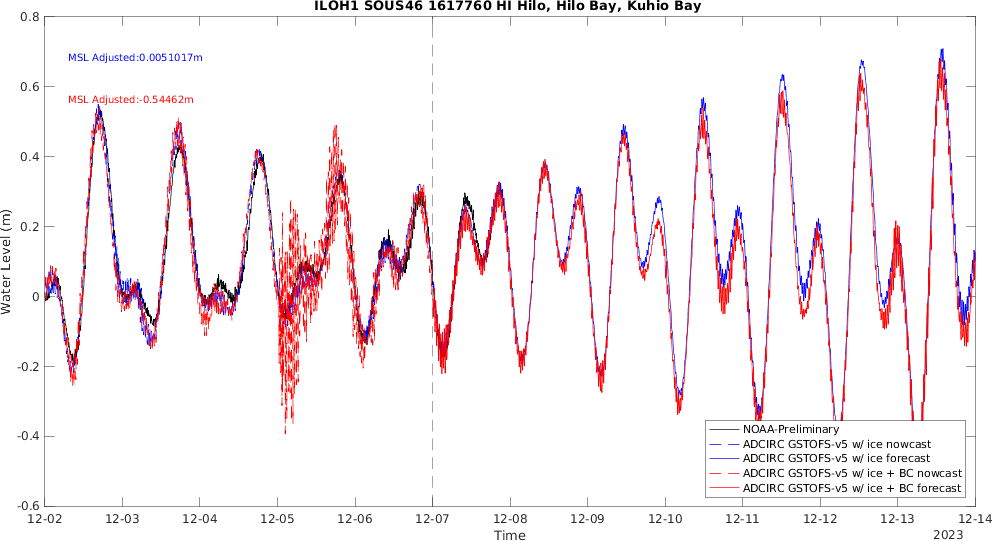 ILOH1 SOUS46 1617760 HI Hilo, Hilo Bay, Kuhio Bay
MSL Adjusted:0.0051017m
MSL Adjusted:-0.54462m
Water Level (m)
0.8
0.6
0.4
0.2
0
-0.2
-0.4
-0.6
NOAA-Preliminary
ADCIRC GSTOFS-v5 w/ ice nowcast
ADCIRC GSTOFS-v5 w/ ice forecast
ADCIRC GSTOFS-v5 w/ ice + BC nowcast
ADCIRC GSTOFS-v5 w/ ice + BC forecast
12-02 12-03 12-04 12-05 12-06 12-07 12-08 12-09 12-10 12-11 12-12 12-13 12-14
Time
2023